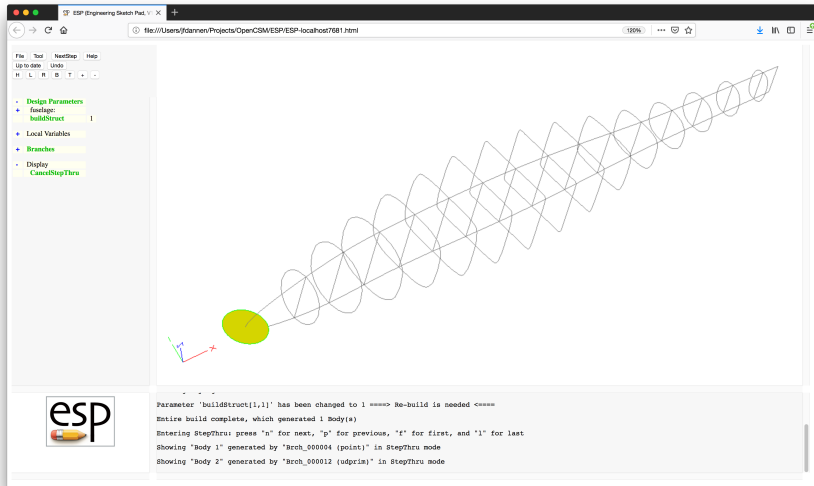 ESP (Engineering Sketch Pad, V
file:///Users/jfdannen/Projects/OpenCSM/ESP/ESP-localhost7681.html
120%
File Tool NextStep Help
Up to date Undo
H L R B T + -
- Design Parameters
+ fuselage:
buildStruct 1
+ Local Variables
+ Branches
- Display
CancelStepThru
X
esp
Parameter 'buildStruct[1,1]' has been changed to 1 ====> Re-build is needed <====
Entire build complete, which generated 1 Body(s)
Entering StepThru: press "n" for next, "p" for previous, "f" for first, and "l" for last
Showing "Body 1" generated by "Brch_000004 (point)" in StepThru mode
Showing "Body 2" generated by "Brch_000012 (udprim)" in StepThru mode